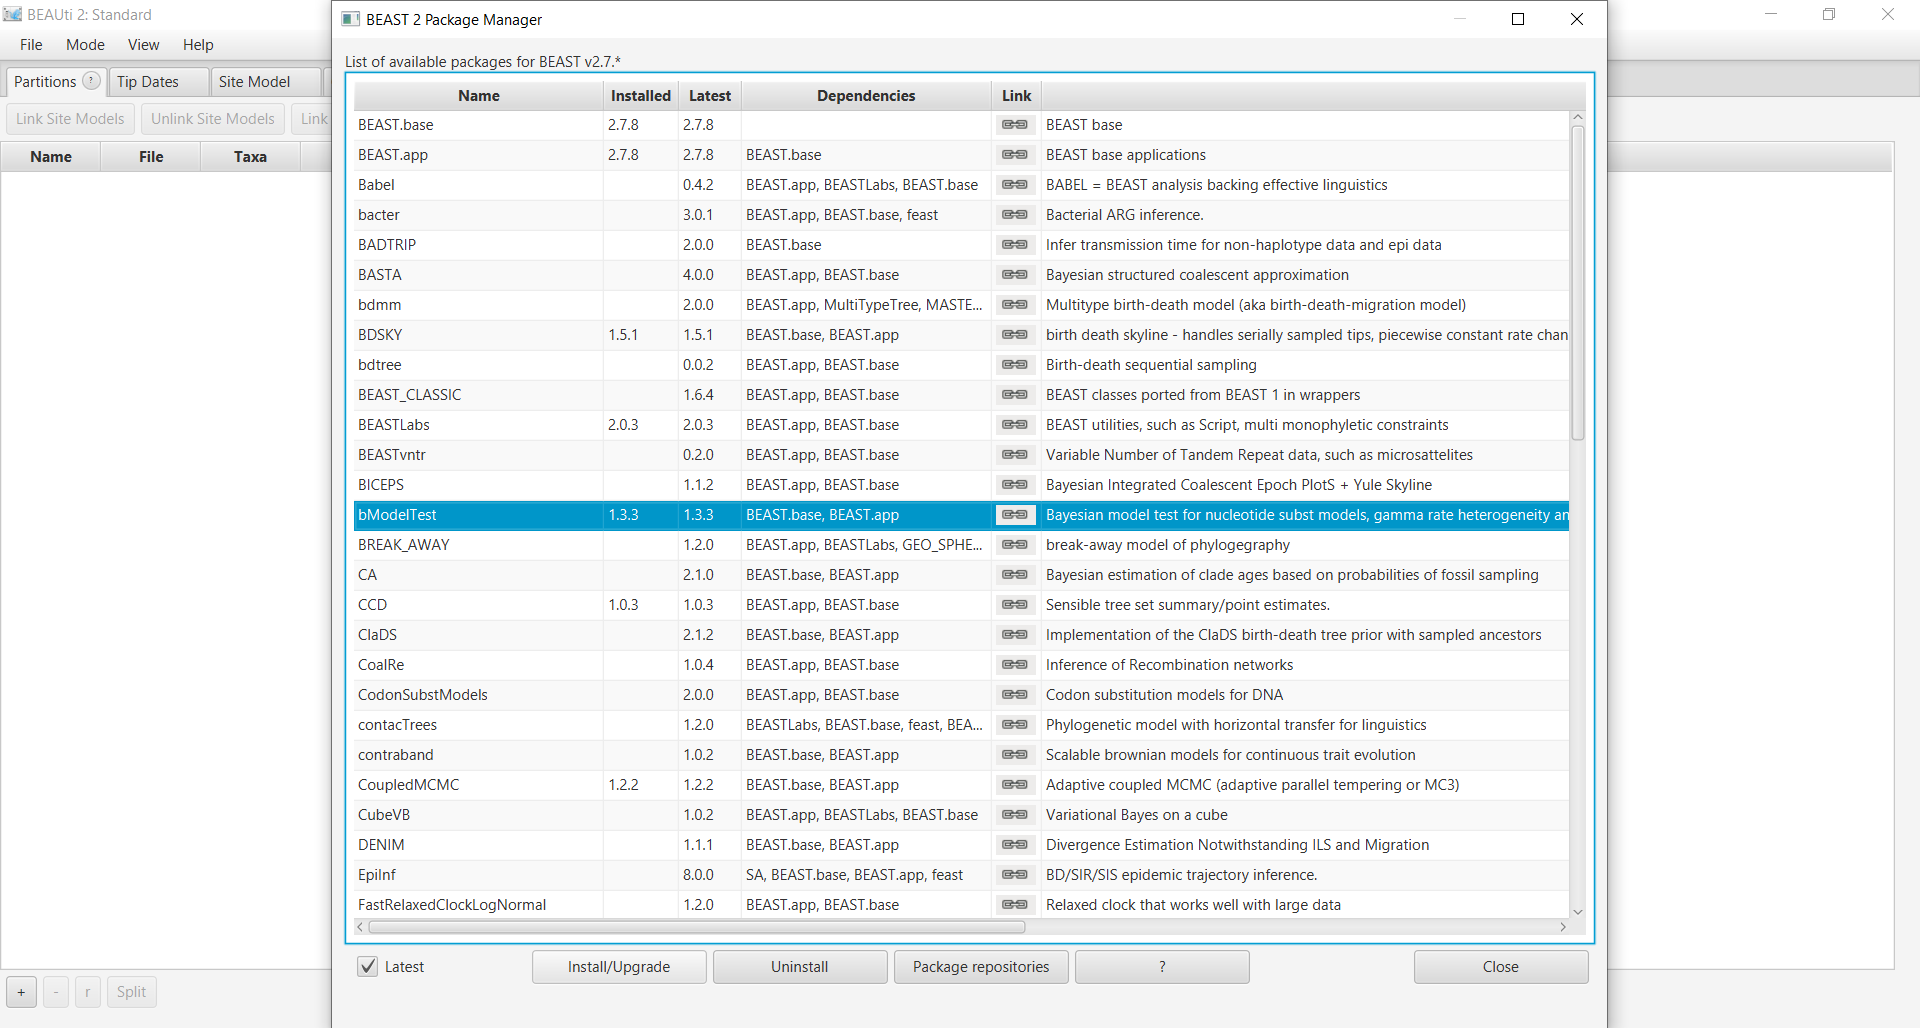 BEAUti 2: Standard
File Mode View Help
Partitions ? Tip Dates Site Model
Link Site Models Unlink Site Models Link
Name File Taxa
+ - r Split
BEAST 2 Package Manager
List of available packages for BEAST v2.7.*
Name Installed Latest Dependencies Link
BEAST.base 2.7.8 2.7.8 BEAST base
BEAST.app 2.7.8 2.7.8 BEAST.base BEAST base applications
Babel 0.4.2 BEAST.app, BEASTLabs, BEAST.base BABEL = BEAST analysis backing effective linguistics
bacter 3.0.1 BEAST.app, BEAST.base, feast Bacterial ARG inference.
BADTRIP 2.0.0 BEAST.base Infer transmission time for non-haplotype data and epi data
BASTA 4.0.0 BEAST.app, BEAST.base Bayesian structured coalescent approximation
bdmm 2.0.0 BEAST.app, MultiTypeTree, MASTE... Multitype birth-death model (aka birth-death-migration model)
BDSKY 1.5.1 1.5.1 BEAST.base, BEAST.app birth death skyline - handles serially sampled tips, piecewise constant rate chan
bdtree 0.0.2 BEAST.app, BEAST.base Birth-death sequential sampling
BEAST_CLASSIC 1.6.4 BEAST.app, BEAST.base BEAST classes ported from BEAST 1 in wrappers
BEASTLabs 2.0.3 2.0.3 BEAST.app, BEAST.base BEAST utilities, such as Script, multi monophyletic constraints
BEASTvntr 0.2.0 BEAST.app, BEAST.base Variable Number of Tandem Repeat data, such as microsattelites
BICEPS 1.1.2 BEAST.app, BEAST.base Bayesian Integrated Coalescent Epoch PlotS + Yule Skyline
bModelTest 1.3.3 1.3.3 BEAST.base, BEAST.app Bayesian model test for nucleotide subst models, gamma rate heterogeneity an
BREAK_AWAY 1.2.0 BEAST.app, BEASTLabs, GEO_SPHE... break-away model of phylogegraphy
CA 2.1.0 BEAST.base, BEAST.app Bayesian estimation of clade ages based on probabilities of fossil sampling
CCD 1.0.3 1.0.3 BEAST.app, BEAST.base Sensible tree set summary/point estimates.
ClaDS 2.1.2 BEAST.base, BEAST.app Implementation of the ClaDS birth-death tree prior with sampled ancestors
CoalRe 1.0.4 BEAST.app, BEAST.base Inference of Recombination networks
CodonSubstModels 2.0.0 BEAST.app, BEAST.base Codon substitution models for DNA
contacTrees 1.2.0 BEASTLabs, BEAST.base, feast, BEA... Phylogenetic model with horizontal transfer for linguistics
contraband 1.0.2 BEAST.base, BEAST.app Scalable brownian models for continuous trait evolution
CoupledMCMC 1.2.2 1.2.2 BEAST.base, BEAST.app Adaptive coupled MCMC (adaptive parallel tempering or MC3)
CubeVB 1.0.2 BEAST.app, BEASTLabs, BEAST.base Variational Bayes on a cube
DENIM 1.1.1 BEAST.base, BEAST.app Divergence Estimation Notwithstanding ILS and Migration
EpiInf 8.0.0 SA, BEAST.base, BEAST.app, feast BD/SIR/SIS epidemic trajectory inference.
FastRelaxedClockLogNormal 1.2.0 BEAST.app, BEAST.base Relaxed clock that works well with large data
Latest Install/Upgrade Uninstall Package repositories ? Close